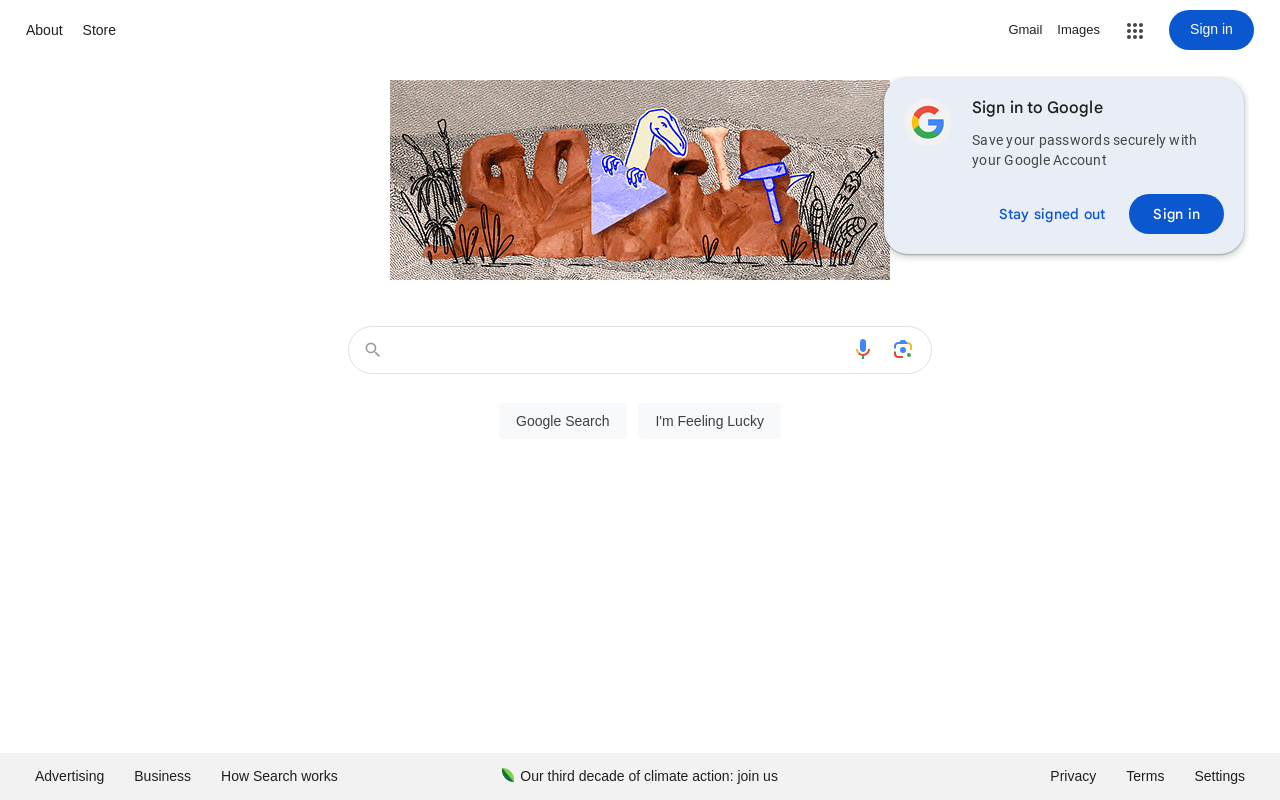 About Store
Gmail Images Sign in
GOOGLE
Sign in to Google
Save your passwords securely with
your Google Account
Stay signed out Sign in
Google Search I'm Feeling Lucky
Advertising Business How Search works
Our third decade of climate action: join us
Privacy Terms Settings